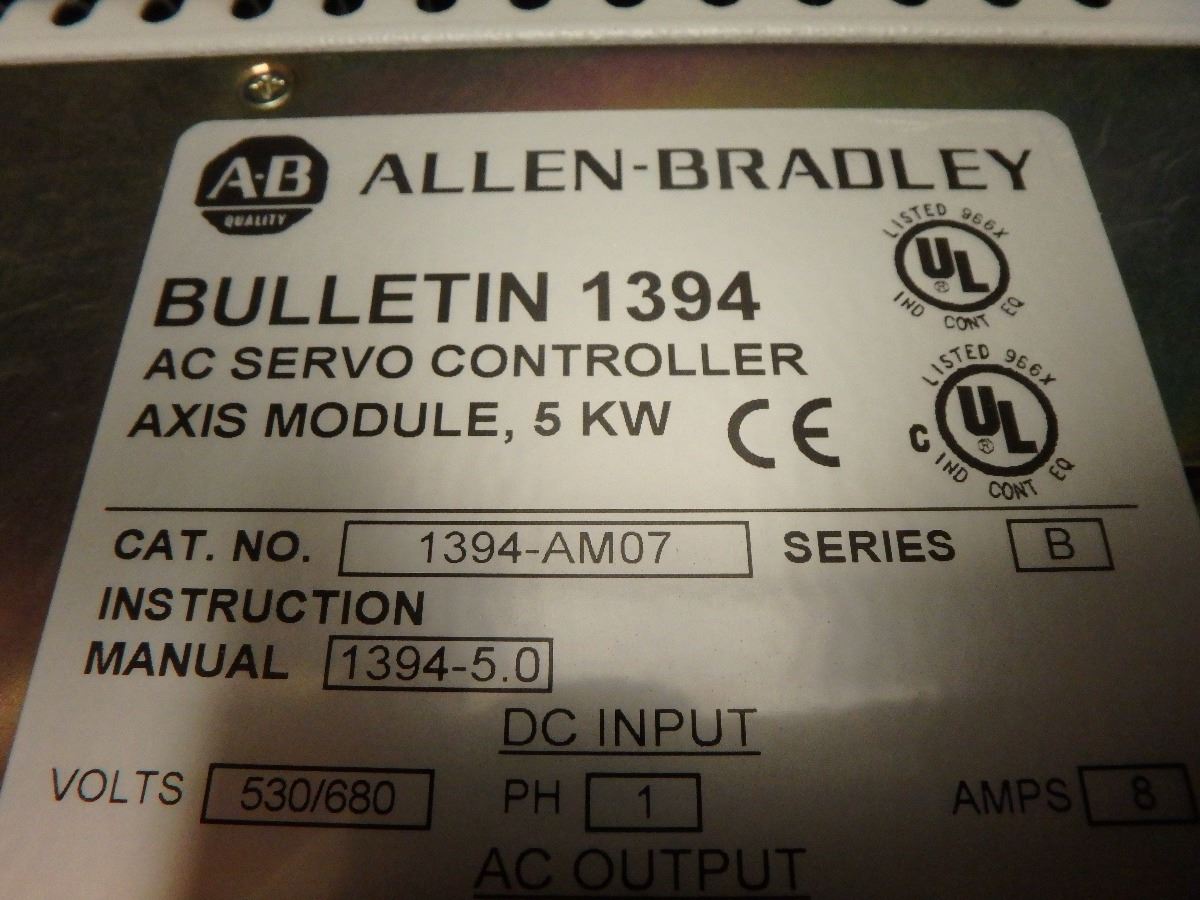 A-B ALLEN-BRADLEY
QUALITY
LISTED 966X
UL ®
IND CONT EQ
BULLETIN 1394
AC SERVO CONTROLLER
AXIS MODULE, 5 KW CE
LISTED 966X
C UL ®
IND CONT EQ
CAT. NO. 1394-AM07 SERIES B
INSTRUCTION
MANUAL 1394-5.0
DC INPUT
VOLTS 530/680 PH 1 AMPS 8
AC OUTPUT